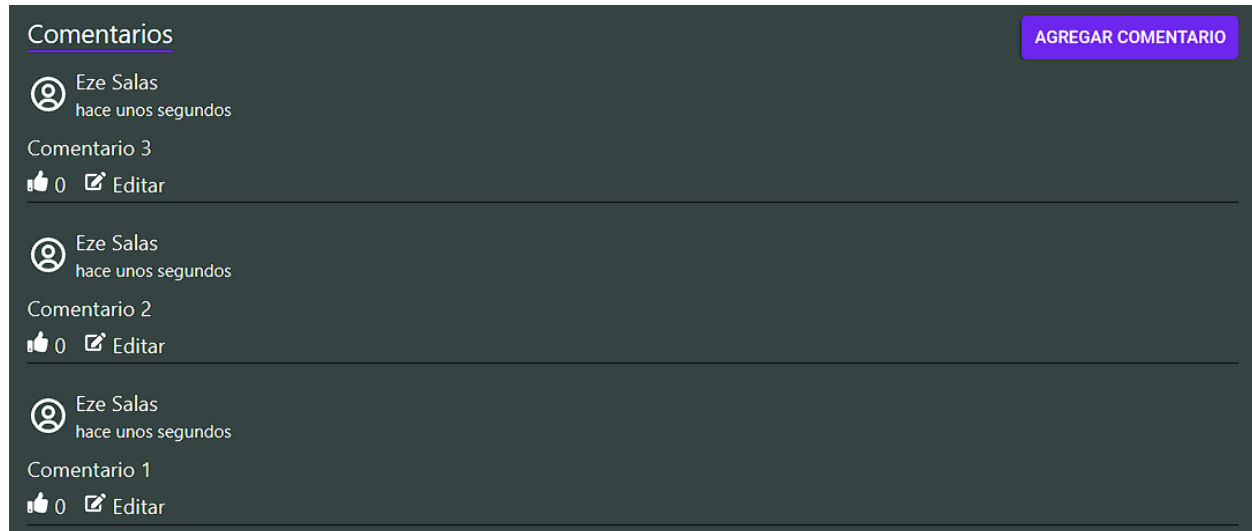 Comentarios
AGREGAR COMENTARIO
Eze Salas
hace unos segundos
Comentario 3
0 Editar
Eze Salas
hace unos segundos
Comentario 2
0 Editar
Eze Salas
hace unos segundos
Comentario 1
0 Editar